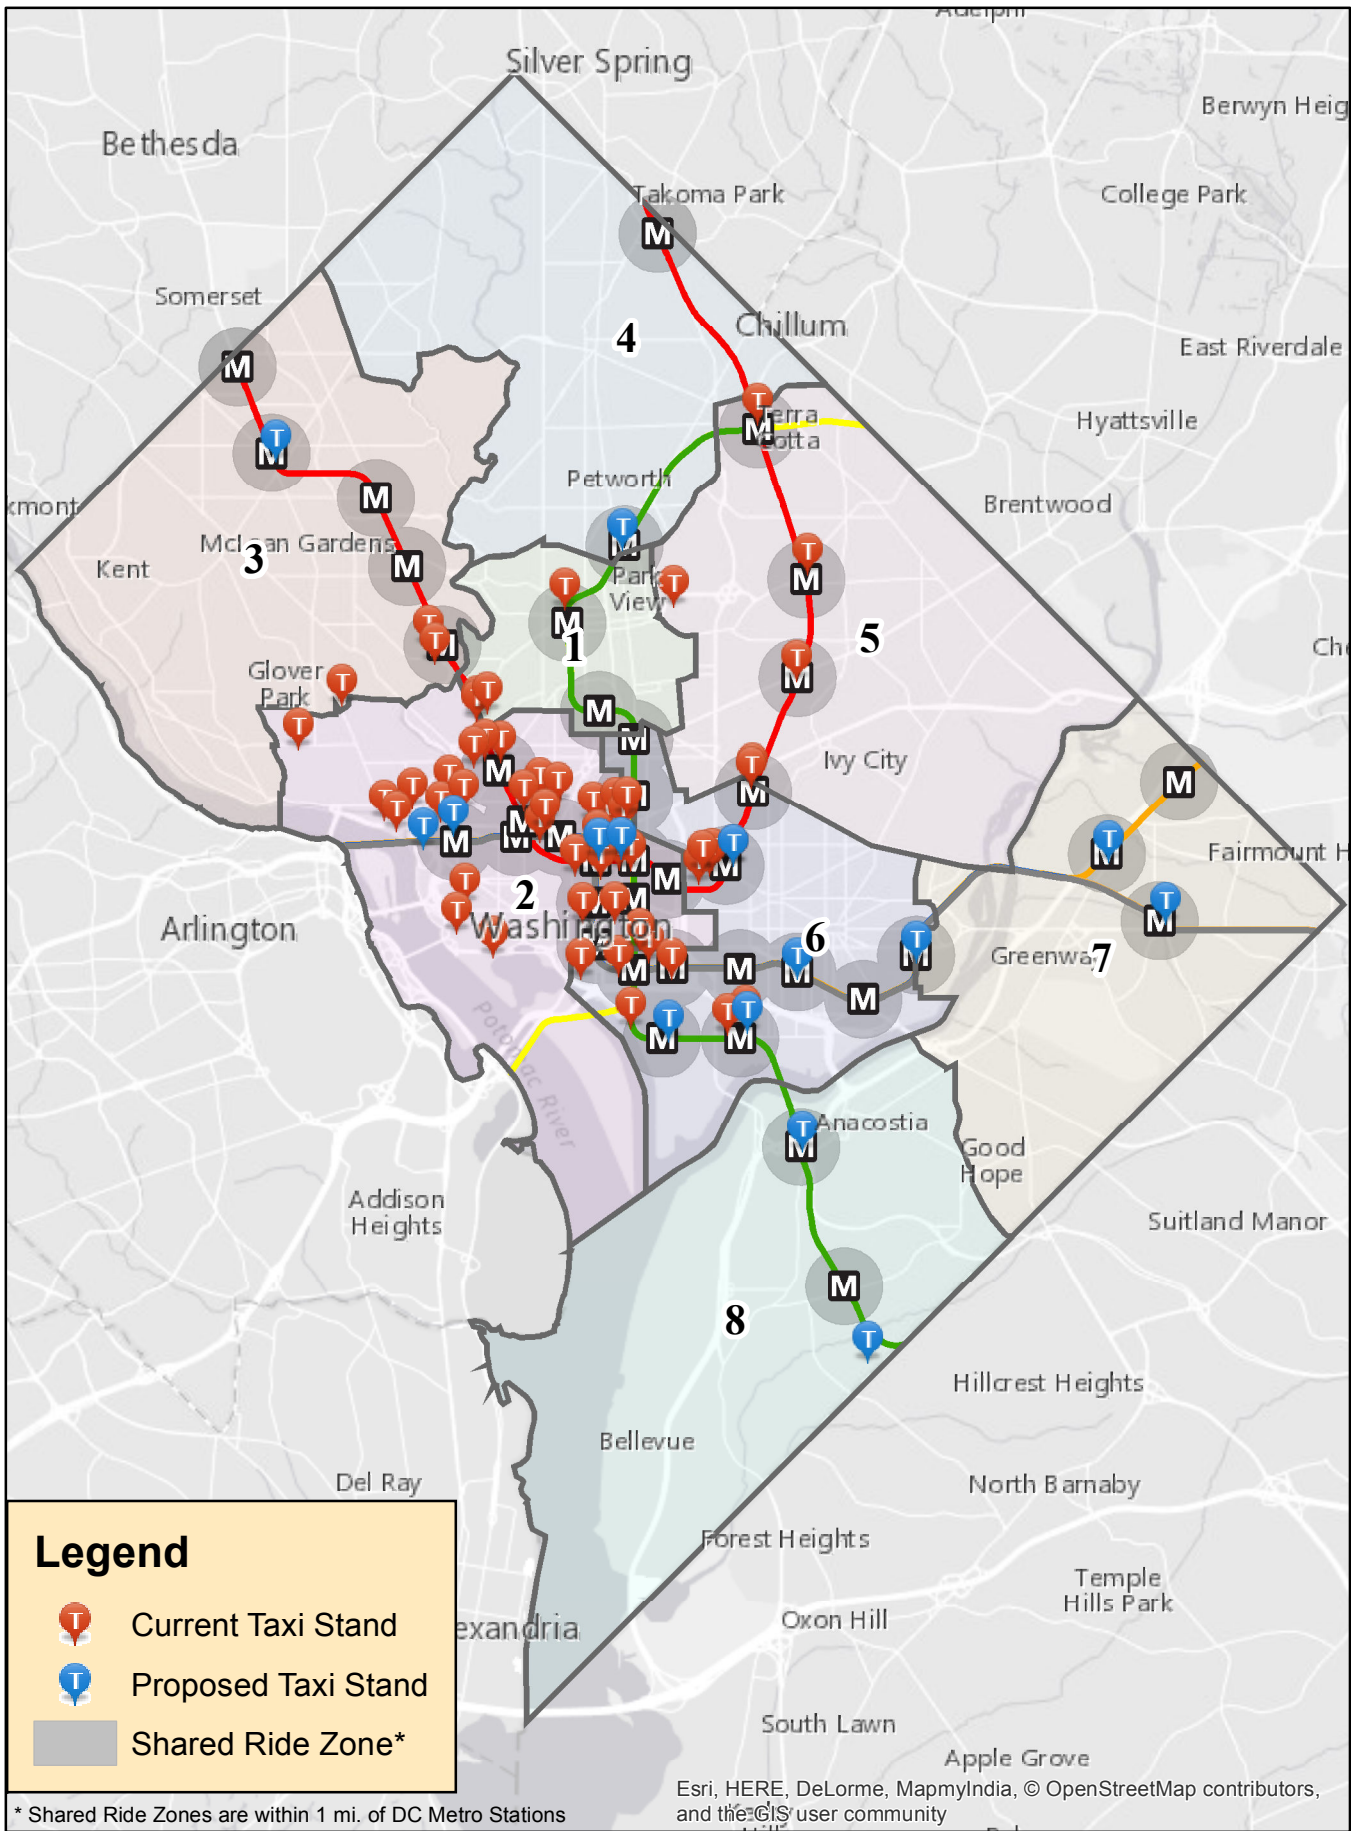 Adelphi
Silver Spring
Berwyn Heig
Bethesda
Takoma Park
College Park
Somerset
4
Chillum
East Riverdale
M
M
T
Terra
Cotta
M
Hyattsville
T
M
Petworth
kmont
M
Brentwood
T
M
McLean Gardens
3
Kent
M
T
M
Park
View
T
T
M
1
5
T
T
M
T
M
Che
Glover
Park
T
T
T
T
M
M
Ivy City
T
M
M
Fairmount H
T
M
T
M
2
Washington
Arlington
6
Greenway
7
T
M
M
M
T
M
T
M
T
M
Potomac River
T
M
Anacostia
Good
Hope
Addison
Heights
Suitland Manor
M
8
T
Hillcrest Heights
Bellevue
Del Ray
North Barnaby
Forest Heights
Temple
Hills Park
Oxon Hill
exandria
South Lawn
Apple Grove
Legend
T Current Taxi Stand
T Proposed Taxi Stand
Shared Ride Zone*
* Shared Ride Zones are within 1 mi. of DC Metro Stations
Esri, HERE, DeLorme, MapmyIndia, © OpenStreetMap contributors,
and the GIS user community